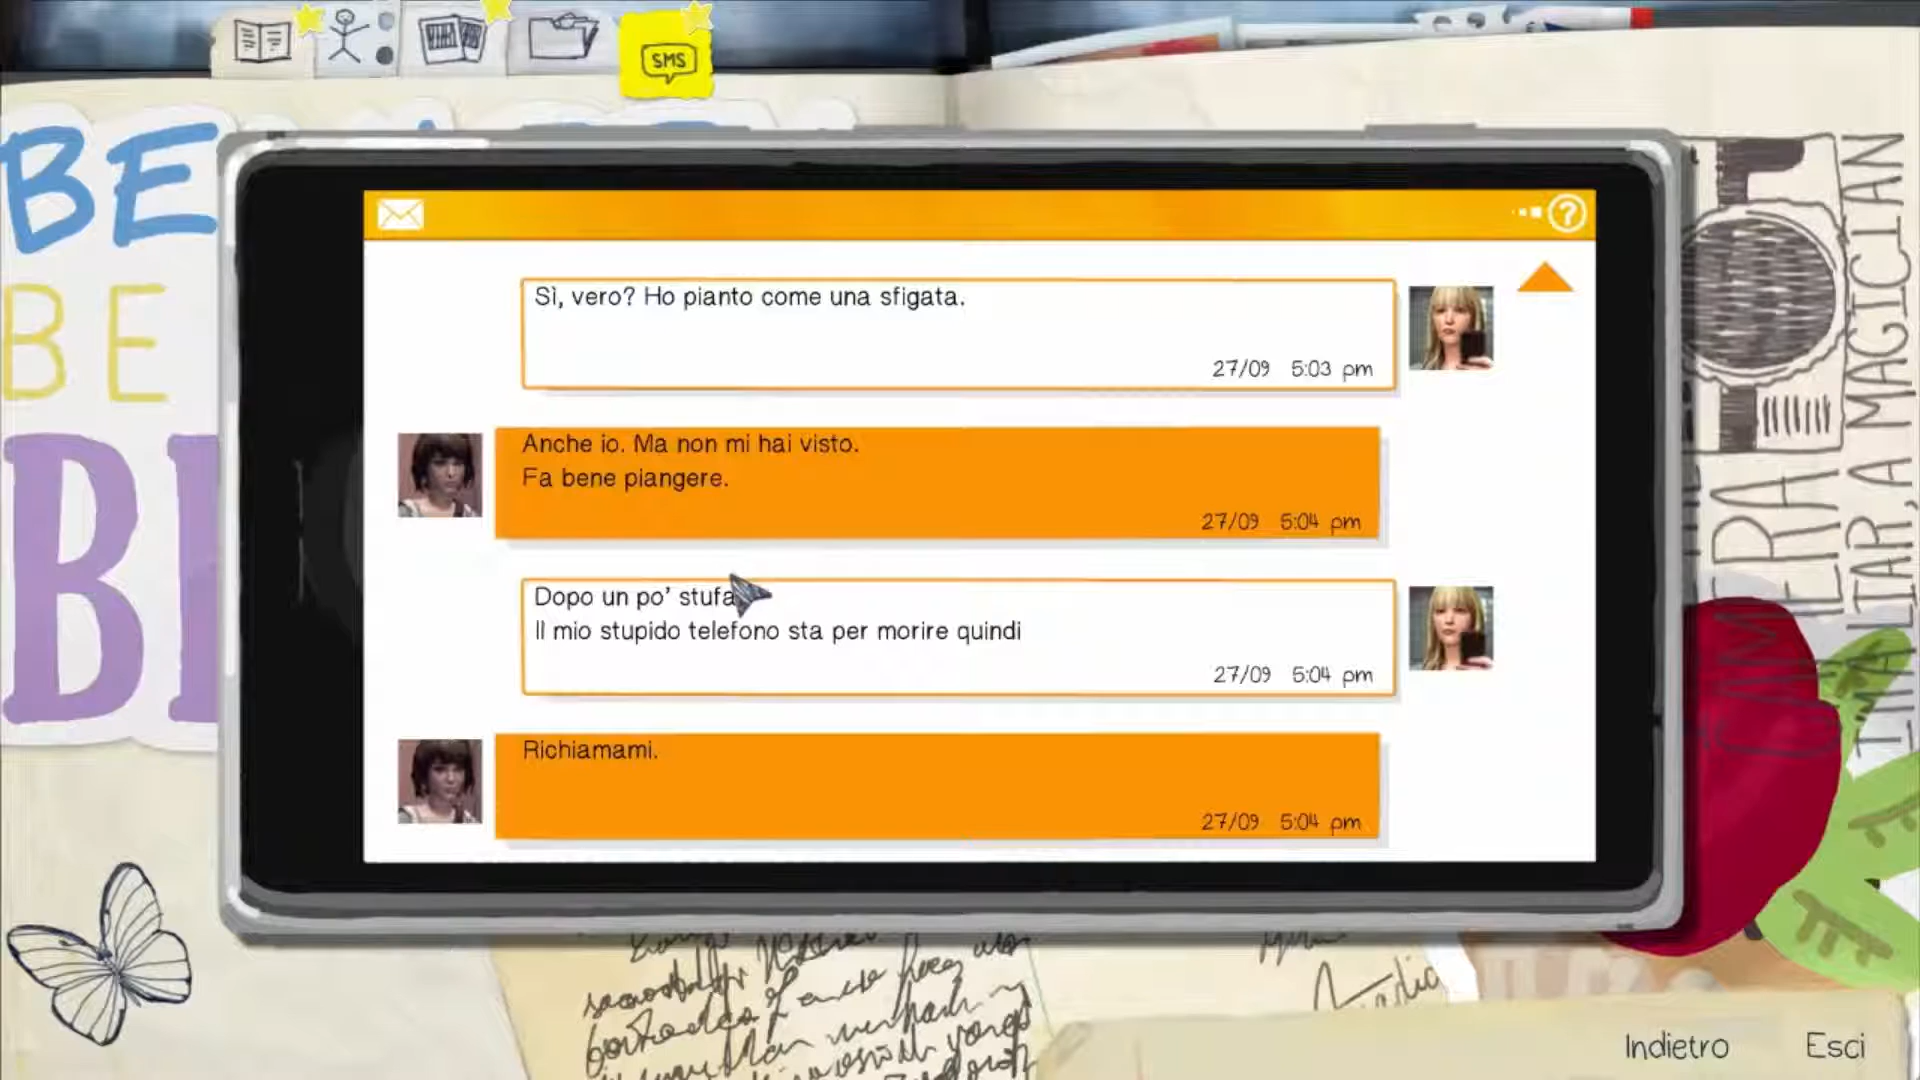 SMS
BE
BE
Sì, vero? Ho pianto come una sfigata.
27/09 5:03 pm
Anche io. Ma non mi hai visto.
Fa bene piangere.
27/09 5:04 pm
Dopo un po' stufa
Il mio stupido telefono sta per morire quindi
27/09 5:04 pm
Richiamami.
27/09 5:04 pm
A MAGICIAN
LIAR, A
Indietro
Esci